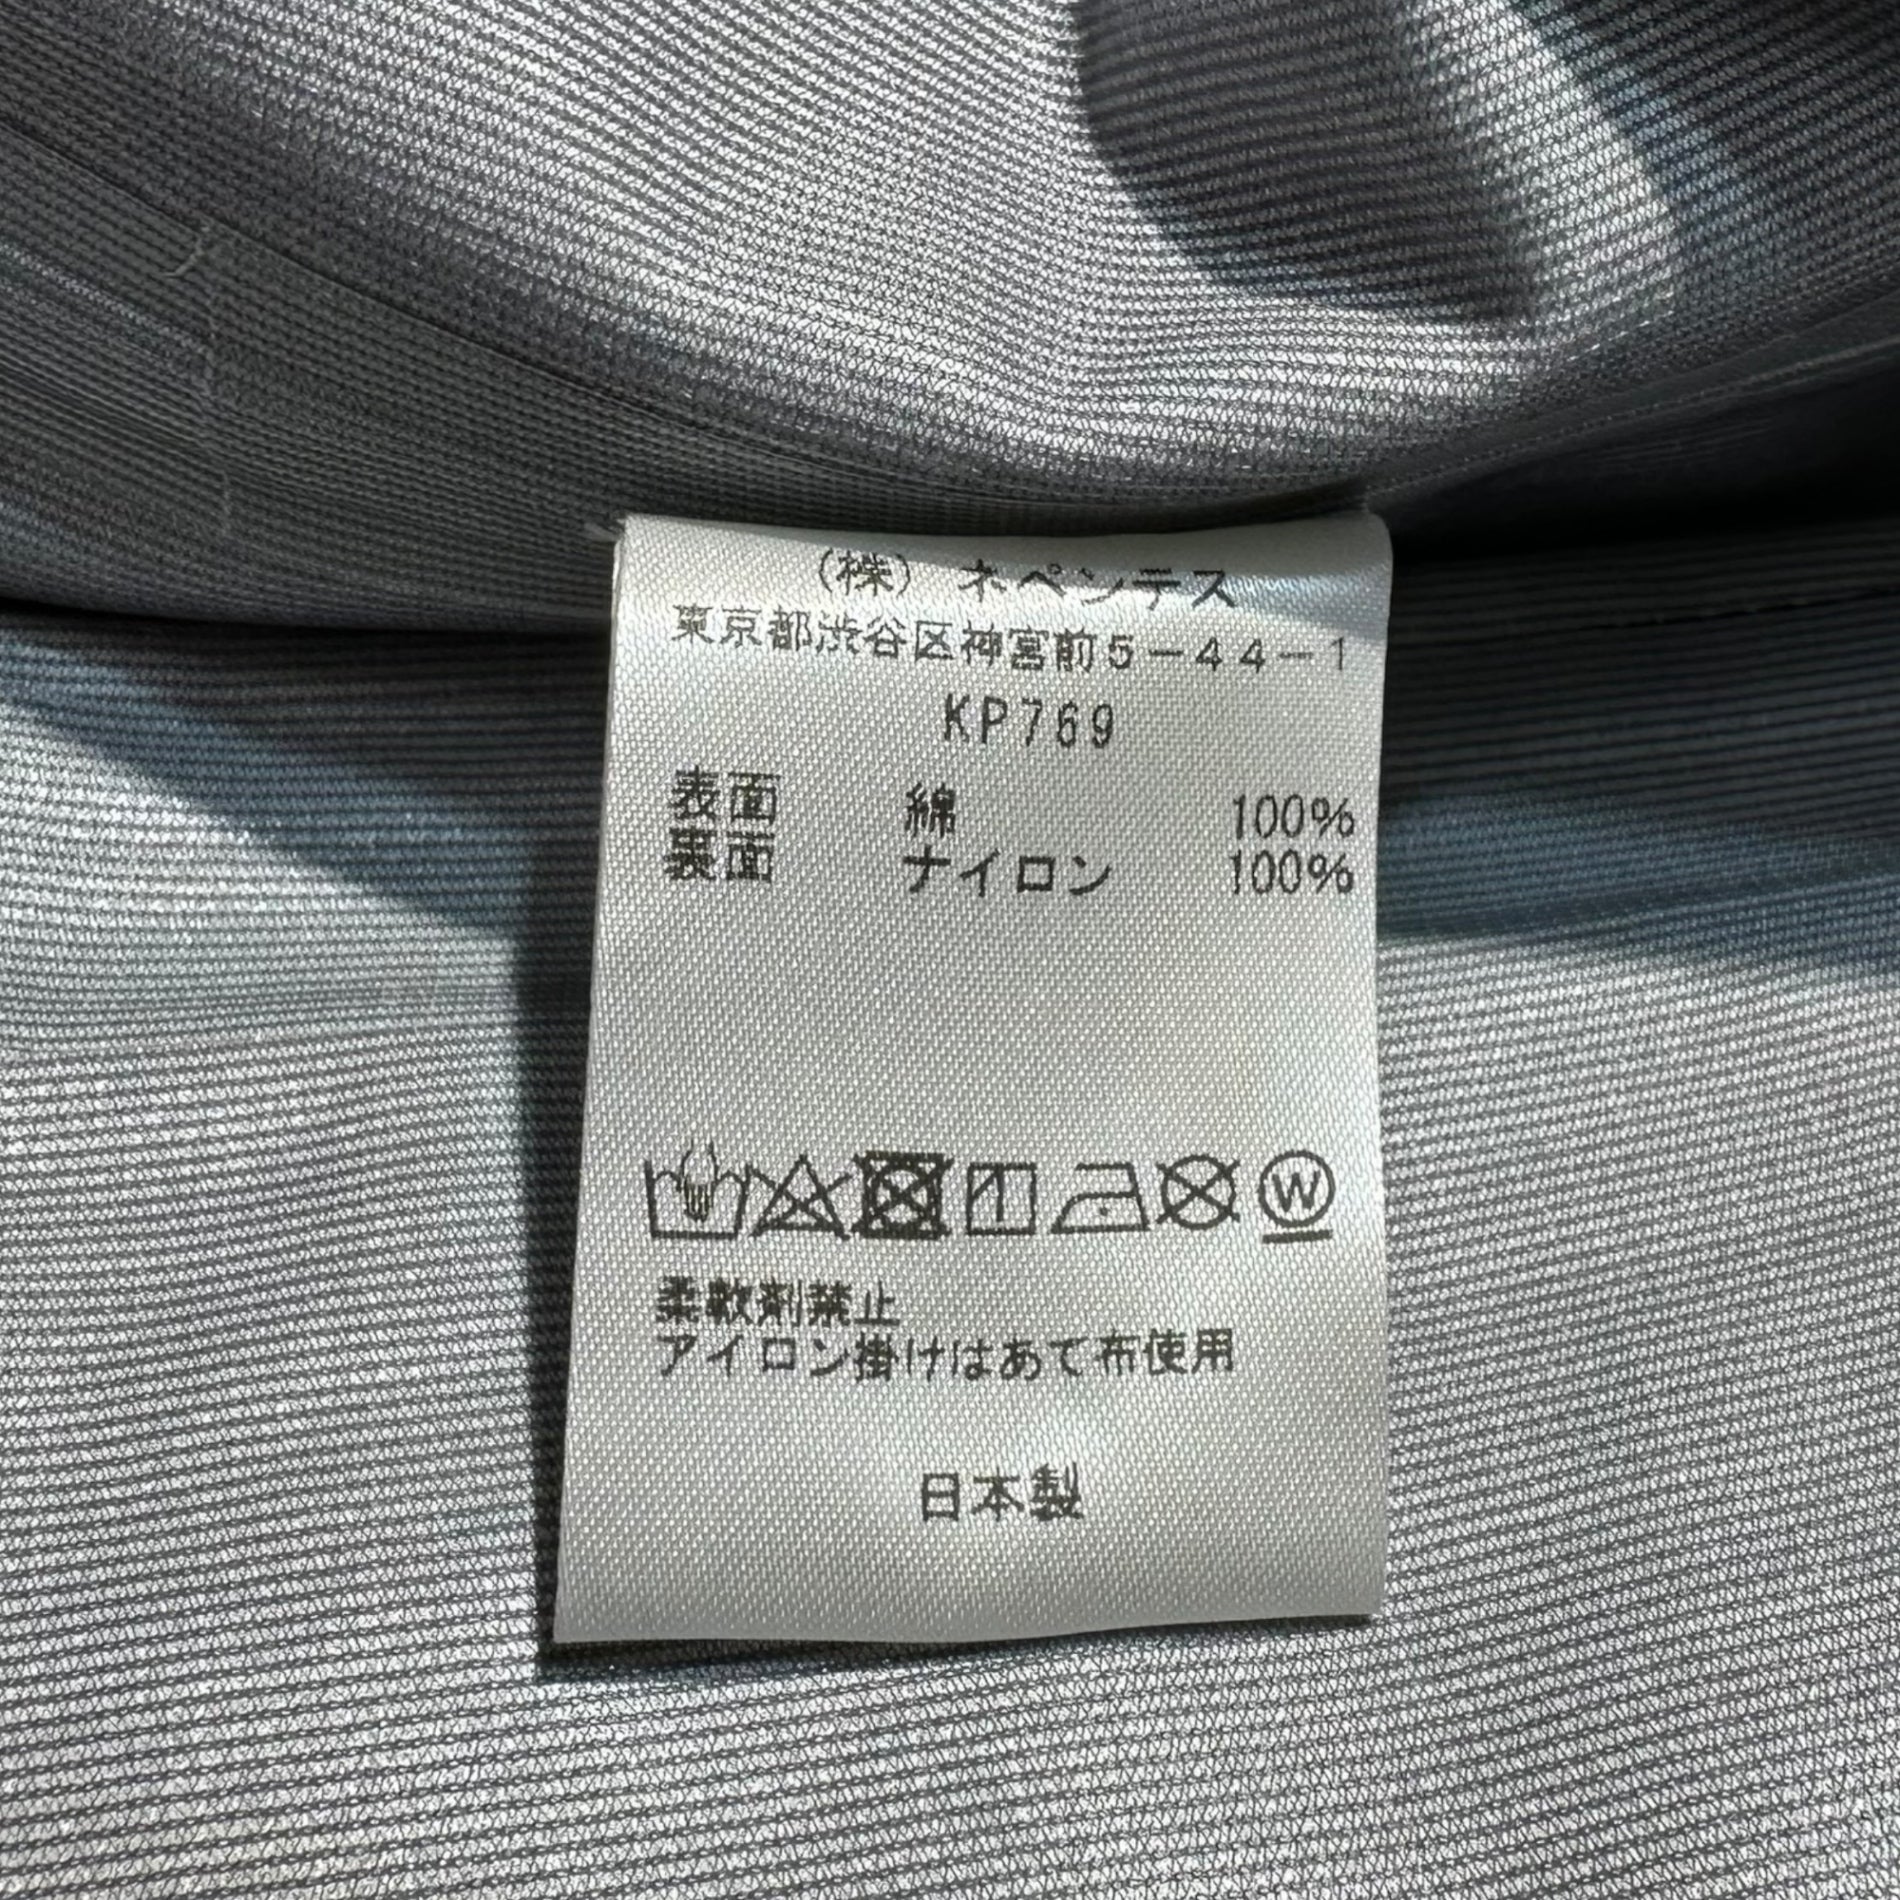 (株) ネペンテス
東京都渋谷区神宮前5-44-1
KP769
表面 綿 100%
裏面 ナイロン 100%
W
柔軟剤禁止
アイロン掛けはあて布使用
日本製